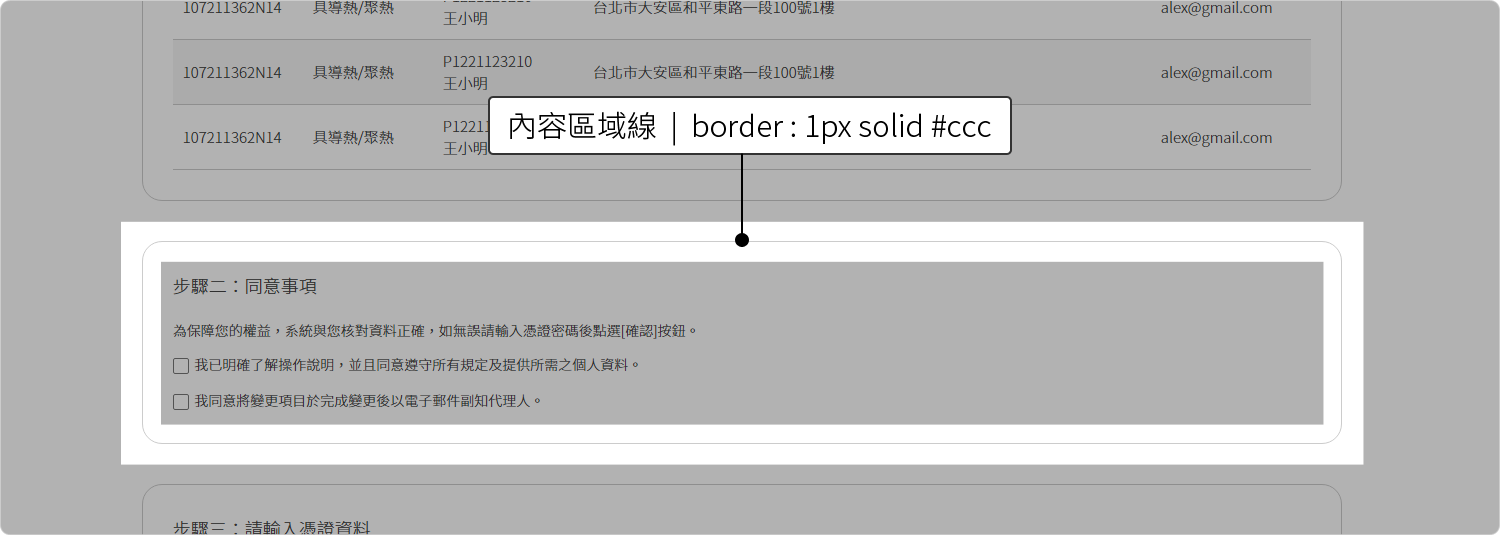 107211362N14 具導熱/聚熱 王小明 台北市大安區和平東路一段100號1樓 alex@gmail.com
107211362N14 具導熱/聚熱 P1221123210 王小明 台北市大安區和平東路一段100號1樓 alex@gmail.com
內容區域線｜border : 1px solid #ccc
107211362N14 具導熱/聚熱 P1221 王小明 alex@gmail.com
步驟二：同意事項
為保障您的權益，系統與您核對資料正確，如無誤請輸入憑證密碼後點選[確認]按鈕。
我已明確了解操作說明，並且同意遵守所有規定及提供所需之個人資料。
我同意將變更項目於完成變更後以電子郵件副知代理人。
步驟三：請輸入憑證資料